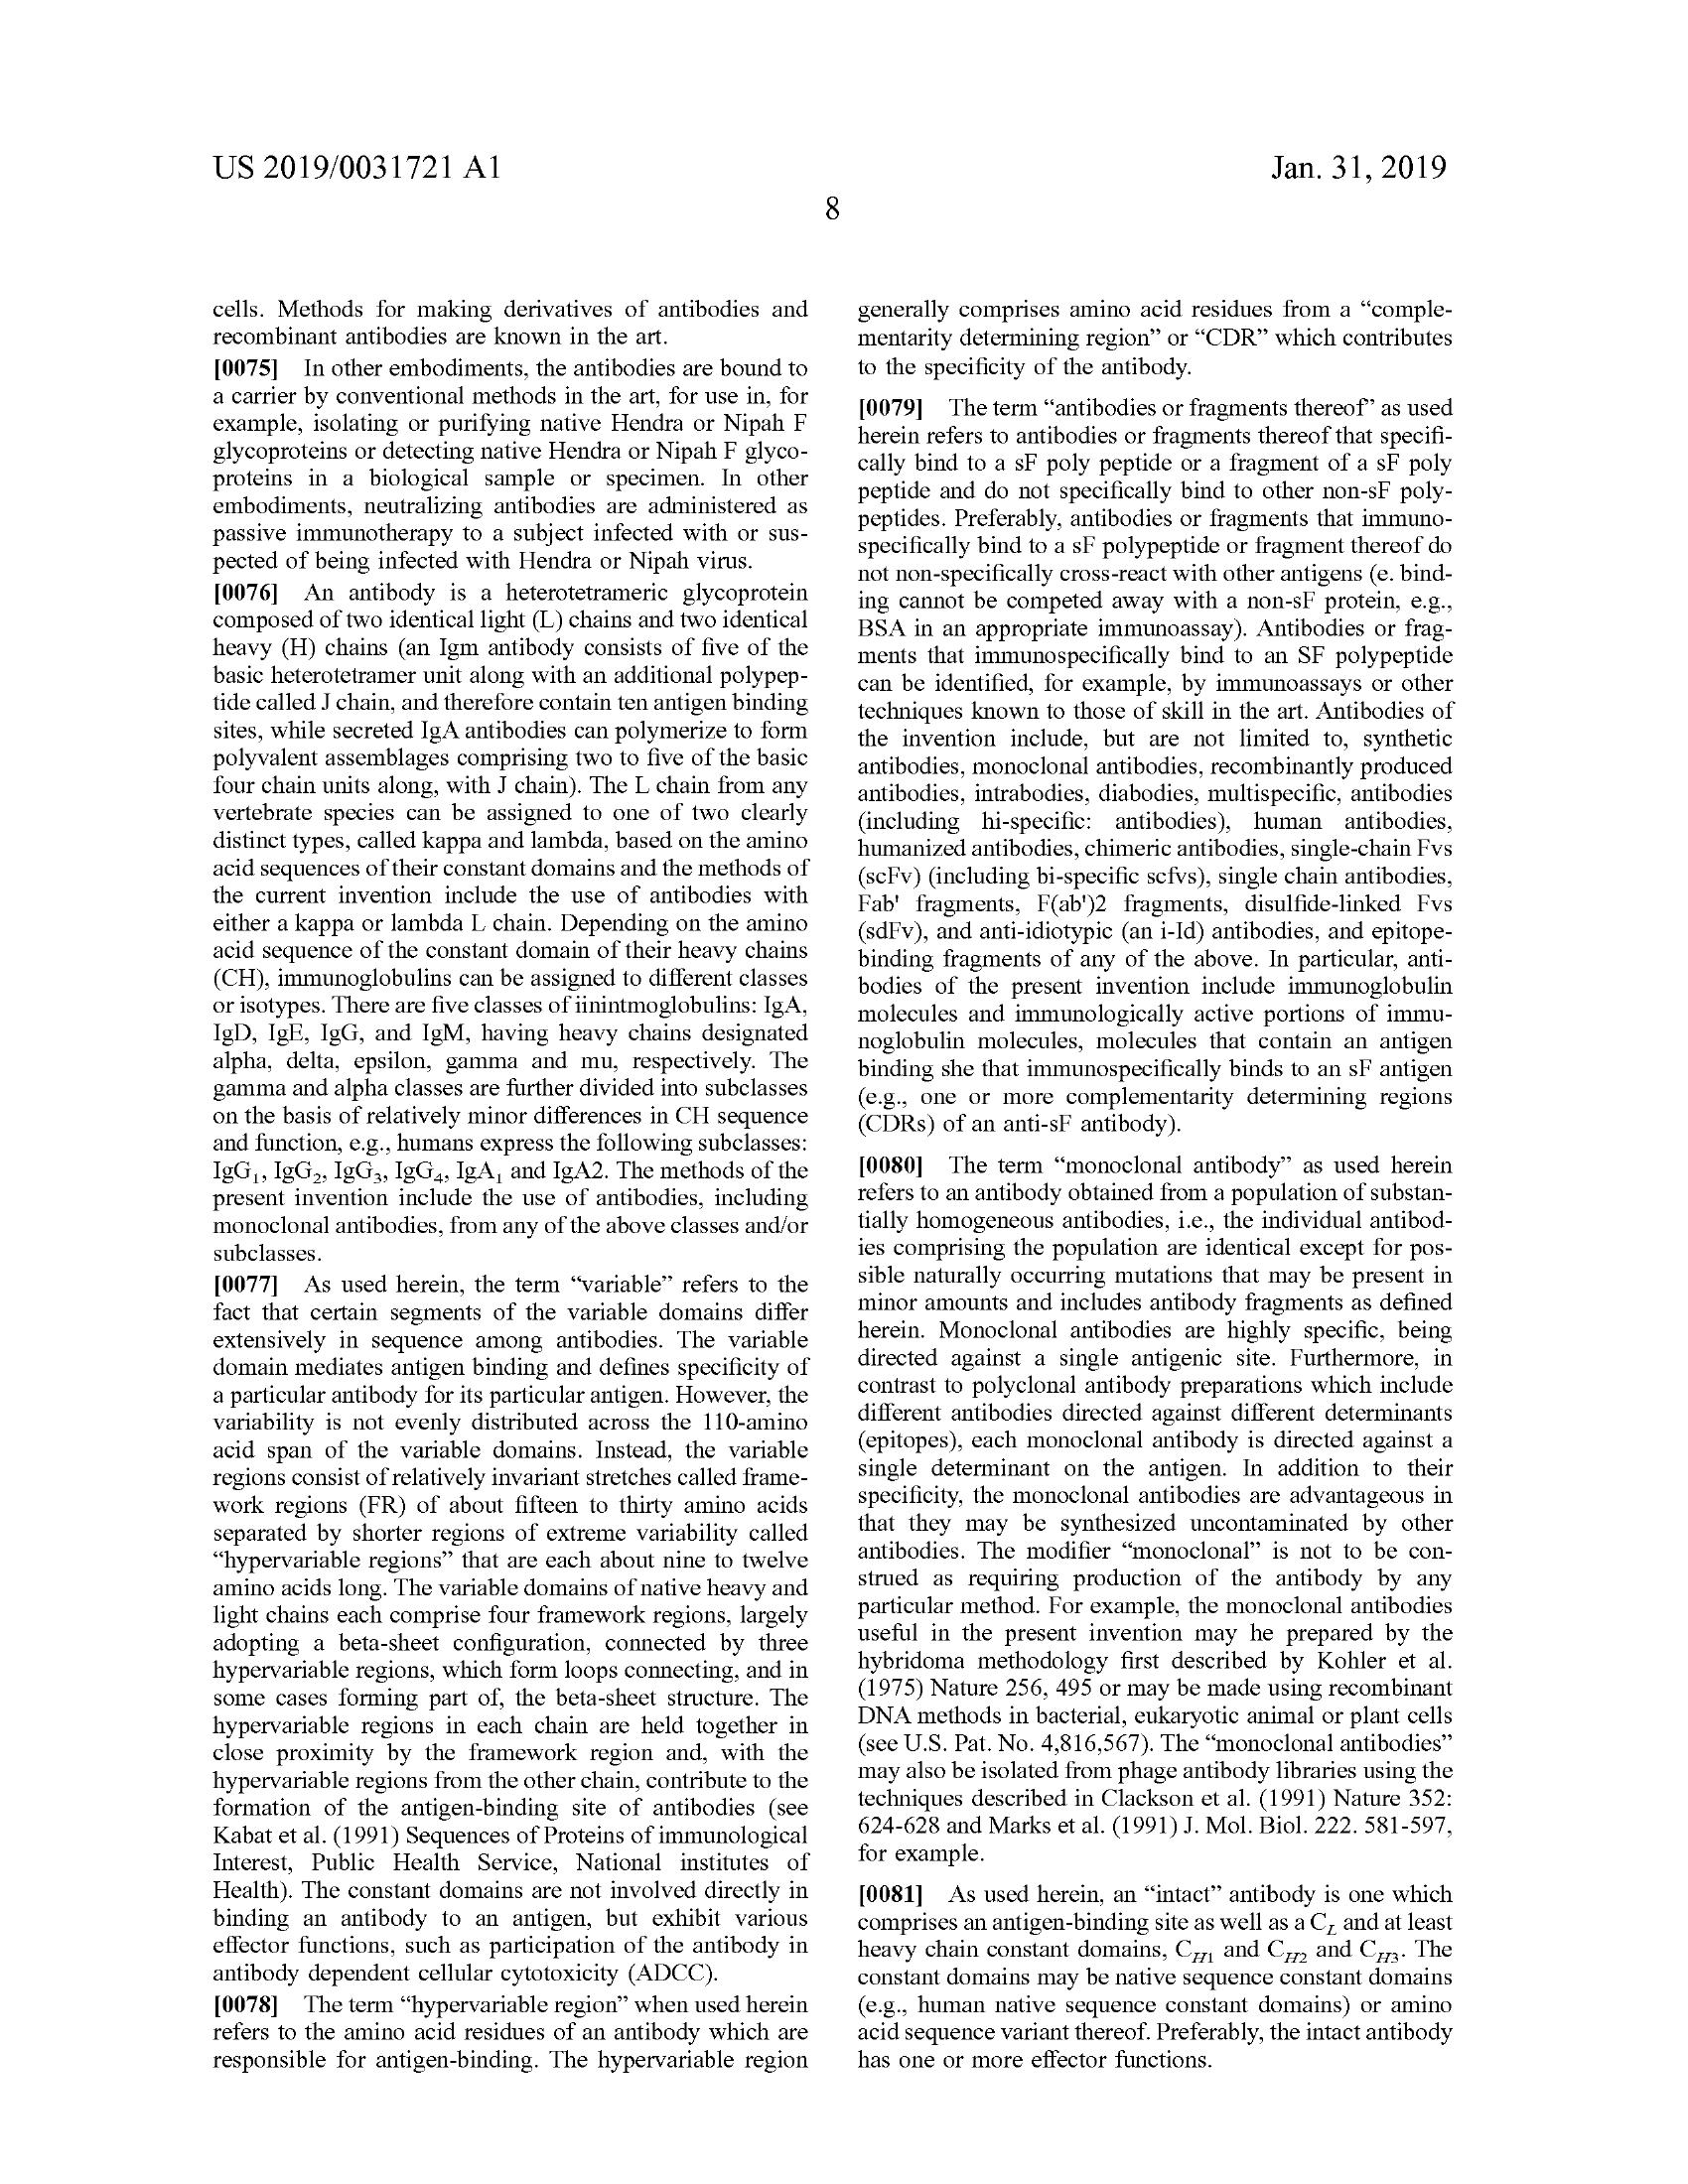 US 2019/0031721 A1
Jan. 31, 2019
8
cells. Methods for making derivatives of antibodies and
recombinant antibodies are known in the art.
[0075] In other embodiments, the antibodies are bound to
a carrier by conventional methods in the art, for use in, for
example, isolating or purifying native Hendra or Nipah F
glycoproteins or detecting native Hendra or Nipah F glyco-
proteins in a biological sample or specimen. In other
embodiments, neutralizing antibodies are administered as
passive immunotherapy to a subject infected with or sus-
pected of being infected with Hendra or Nipah virus.
[0076] An antibody is a heterotetrameric glycoprotein
composed of two identical light (L) chains and two identical
heavy (H) chains (an Igm antibody consists of five of the
basic heterotetramer unit along with an additional polypep-
tide called J chain, and therefore contain ten antigen binding
sites, while secreted IgA antibodies can polymerize to form
polyvalent assemblages comprising two to five of the basic
four chain units along, with J chain). The L chain from any
vertebrate species can be assigned to one of two clearly
distinct types, called kappa and lambda, based on the amino
acid sequences of their constant domains and the methods of
the current invention include the use of antibodies with
either a kappa or lambda L chain. Depending on the amino
acid sequence of the constant domain of their heavy chains
(CH), immunoglobulins can be assigned to different classes
or isotypes. There are five classes of iinintmoglobulins: IgA,
IgD, IgE, IgG, and IgM, having heavy chains designated
alpha, delta, epsilon, gamma and mu, respectively. The
gamma and alpha classes are further divided into subclasses
on the basis of relatively minor differences in CH sequence
and function, e.g., humans express the following subclasses:
IgG₁, IgG₂, IgG₃, IgG₄, IgA₁ and IgA2. The methods of the
present invention include the use of antibodies, including
monoclonal antibodies, from any of the above classes and/or
subclasses.
[0077] As used herein, the term “variable” refers to the
fact that certain segments of the variable domains differ
extensively in sequence among antibodies. The variable
domain mediates antigen binding and defines specificity of
a particular antibody for its particular antigen. However, the
variability is not evenly distributed across the 110-amino
acid span of the variable domains. Instead, the variable
regions consist of relatively invariant stretches called frame-
work regions (FR) of about fifteen to thirty amino acids
separated by shorter regions of extreme variability called
“hypervariable regions” that are each about nine to twelve
amino acids long. The variable domains of native heavy and
light chains each comprise four framework regions, largely
adopting a beta-sheet configuration, connected by three
hypervariable regions, which form loops connecting, and in
some cases forming part of, the beta-sheet structure. The
hypervariable regions in each chain are held together in
close proximity by the framework region and, with the
hypervariable regions from the other chain, contribute to the
formation of the antigen-binding site of antibodies (see
Kabat et al. (1991) Sequences of Proteins of immunological
Interest, Public Health Service, National institutes of
Health). The constant domains are not involved directly in
binding an antibody to an antigen, but exhibit various
effector functions, such as participation of the antibody in
antibody dependent cellular cytotoxicity (ADCC).
[0078] The term “hypervariable region” when used herein
refers to the amino acid residues of an antibody which are
responsible for antigen-binding. The hypervariable region
generally comprises amino acid residues from a “comple-
mentarity determining region” or “CDR” which contributes
to the specificity of the antibody.
[0079] The term “antibodies or fragments thereof” as used
herein refers to antibodies or fragments thereof that specifi-
cally bind to a sF poly peptide or a fragment of a sF poly
peptide and do not specifically bind to other non-sF poly-
peptides. Preferably, antibodies or fragments that immuno-
specifically bind to a sF polypeptide or fragment thereof do
not non-specifically cross-react with other antigens (e. bind-
ing cannot be competed away with a non-sF protein, e.g.,
BSA in an appropriate immunoassay). Antibodies or frag-
ments that immunospecifically bind to an SF polypeptide
can be identified, for example, by immunoassays or other
techniques known to those of skill in the art. Antibodies of
the invention include, but are not limited to, synthetic
antibodies, monoclonal antibodies, recombinantly produced
antibodies, intrabodies, diabodies, multispecific, antibodies
(including hi-specific: antibodies), human antibodies,
humanized antibodies, chimeric antibodies, single-chain Fvs
(scFv) (including bi-specific scfvs), single chain antibodies,
Fab' fragments, F(ab')2 fragments, disulfide-linked Fvs
(sdFv), and anti-idiotypic (an i-Id) antibodies, and epitope-
binding fragments of any of the above. In particular, anti-
bodies of the present invention include immunoglobulin
molecules and immunologically active portions of immu-
noglobulin molecules, molecules that contain an antigen
binding she that immunospecifically binds to an sF antigen
(e.g., one or more complementarity determining regions
(CDRs) of an anti-sF antibody).
[0080] The term “monoclonal antibody” as used herein
refers to an antibody obtained from a population of substan-
tially homogeneous antibodies, i.e., the individual antibod-
ies comprising the population are identical except for pos-
sible naturally occurring mutations that may be present in
minor amounts and includes antibody fragments as defined
herein. Monoclonal antibodies are highly specific, being
directed against a single antigenic site. Furthermore, in
contrast to polyclonal antibody preparations which include
different antibodies directed against different determinants
(epitopes), each monoclonal antibody is directed against a
single determinant on the antigen. In addition to their
specificity, the monoclonal antibodies are advantageous in
that they may be synthesized uncontaminated by other
antibodies. The modifier “monoclonal” is not to be con-
strued as requiring production of the antibody by any
particular method. For example, the monoclonal antibodies
useful in the present invention may he prepared by the
hybridoma methodology first described by Kohler et al.
(1975) Nature 256, 495 or may be made using recombinant
DNA methods in bacterial, eukaryotic animal or plant cells
(see U.S. Pat. No. 4,816,567). The “monoclonal antibodies”
may also be isolated from phage antibody libraries using the
techniques described in Clackson et al. (1991) Nature 352:
624-628 and Marks et al. (1991) J. Mol. Biol. 222. 581-597,
for example.
[0081] As used herein, an “intact” antibody is one which
comprises an antigen-binding site as well as a C_L and at least
heavy chain constant domains, C_H1 and C_H2 and C_H3. The
constant domains may be native sequence constant domains
(e.g., human native sequence constant domains) or amino
acid sequence variant thereof. Preferably, the intact antibody
has one or more effector functions.